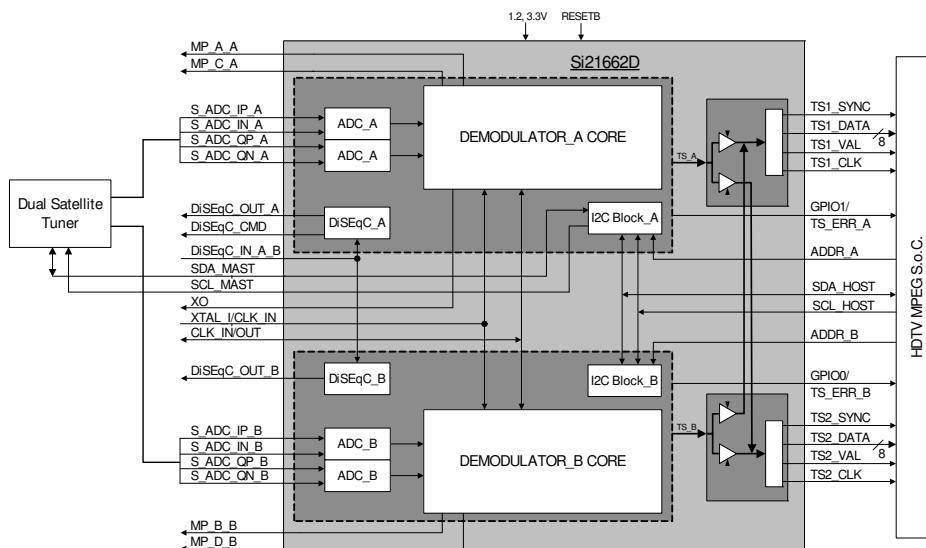 1.2, 3.3V
RESETB
MP_A_A
MP_C_A
Si21662D
S_ADC_IP_A
S_ADC_IN_A
S_ADC_QP_A
S_ADC_QN_A
ADC_A
ADC_A
DEMODULATOR_A CORE
TS_A
TS1_SYNC
TS1_DATA
8
TS1_VAL
TS1_CLK
Dual Satellite
Tuner
DiSEqC_OUT_A
DiSEqC_CMD
DiSEqC_IN_A_B
SDA_MAST
SCL_MAST
XO
XTAL_I/CLK_IN
CLK_IN/OUT
DiSEqC_A
I2C Block_A
GPIO1/
TS_ERR_A
ADDR_A
SDA_HOST
SCL_HOST
ADDR_B
HDTV MPEG S.o.C.
DiSEqC_OUT_B
DiSEqC_B
I2C Block_B
GPIO0/
TS_ERR_B
S_ADC_IP_B
S_ADC_IN_B
S_ADC_QP_B
S_ADC_QN_B
ADC_B
ADC_B
DEMODULATOR_B CORE
TS_B
TS2_SYNC
TS2_DATA
8
TS2_VAL
TS2_CLK
MP_B_B
MP_D_B